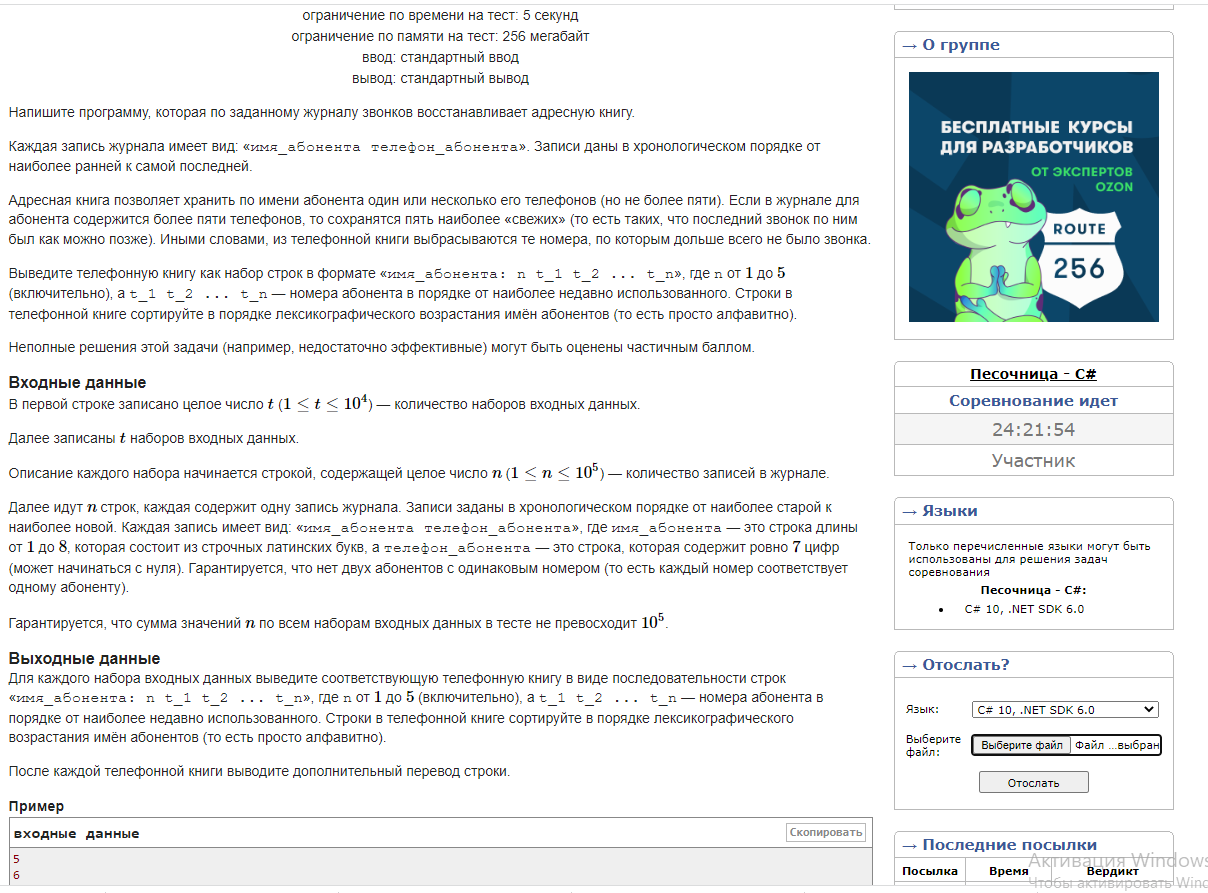 ограничение по времени на тест: 5 секунд
ограничение по памяти на тест: 256 мегабайт
ввод: стандартный ввод
вывод: стандартный вывод
Напишите программу, которая по заданному журналу звонков восстанавливает адресную книгу.
Каждая запись журнала имеет вид: «имя_абонента телефон_абонента». Записи даны в хронологическом порядке от
наиболее ранней к самой последней.
Адресная книга позволяет хранить по имени абонента один или несколько его телефонов (но не более пяти). Если в журнале для
абонента содержится более пяти телефонов, то сохранятся пять наиболее «свежих» (то есть таких, что последний звонок по ним
был как можно позже). Иными словами, из телефонной книги выбрасываются те номера, по которым дольше всего не было звонка.
Выведите телефонную книгу как набор строк в формате «имя_абонента: n t_1 t_2 ... t_n», где n от 1 до 5
(включительно), а t_1 t_2 ... t_n — номера абонента в порядке от наиболее недавно использованного. Строки в
телефонной книге сортируйте в порядке лексикографического возрастания имён абонентов (то есть просто алфавитно).
Неполные решения этой задачи (например, недостаточно эффективные) могут быть оценены частичным баллом.
Входные данные
В первой строке записано целое число t (1 ≤ t ≤ 10⁴) — количество наборов входных данных.
Далее записаны t наборов входных данных.
Описание каждого набора начинается строкой, содержащей целое число n (1 ≤ n ≤ 10⁵) — количество записей в журнале.
Далее идут n строк, каждая содержит одну запись журнала. Записи заданы в хронологическом порядке от наиболее старой к
наиболее новой. Каждая запись имеет вид: «имя_абонента телефон_абонента», где имя_абонента — это строка длины
от 1 до 8, которая состоит из строчных латинских букв, а телефон_абонента — это строка, которая содержит ровно 7 цифр
(может начинаться с нуля). Гарантируется, что нет двух абонентов с одинаковым номером (то есть каждый номер соответствует
одному абоненту).
Гарантируется, что сумма значений n по всем наборам входных данных в тесте не превосходит 10⁵.
Выходные данные
Для каждого набора входных данных выведите соответствующую телефонную книгу в виде последовательности строк
«имя_абонента: n t_1 t_2 ... t_n», где n от 1 до 5 (включительно), а t_1 t_2 ... t_n — номера абонента в
порядке от наиболее недавно использованного. Строки в телефонной книге сортируйте в порядке лексикографического
возрастания имён абонентов (то есть просто алфавитно).
После каждой телефонной книги выводите дополнительный перевод строки.
Пример
входные данные
Скопировать
5
6
→ О группе
БЕСПЛАТНЫЕ КУРСЫ
ДЛЯ РАЗРАБОТЧИКОВ
ОТ ЭКСПЕРТОВ
OZON
ROUTE
256
Песочница - C#
Соревнование идет
24:21:54
Участник
→ Языки
Только перечисленные языки могут быть
использованы для решения задач
соревнования
Песочница - C#:
• C# 10, .NET SDK 6.0
→ Отослать?
Язык:
C# 10, .NET SDK 6.0
Выберите
файл:
Выберите файл
Файл ...выбран
Отослать
→ Последние посылки
Посылка Время Вердикт
Активация Windows
Чтобы активировать Wind